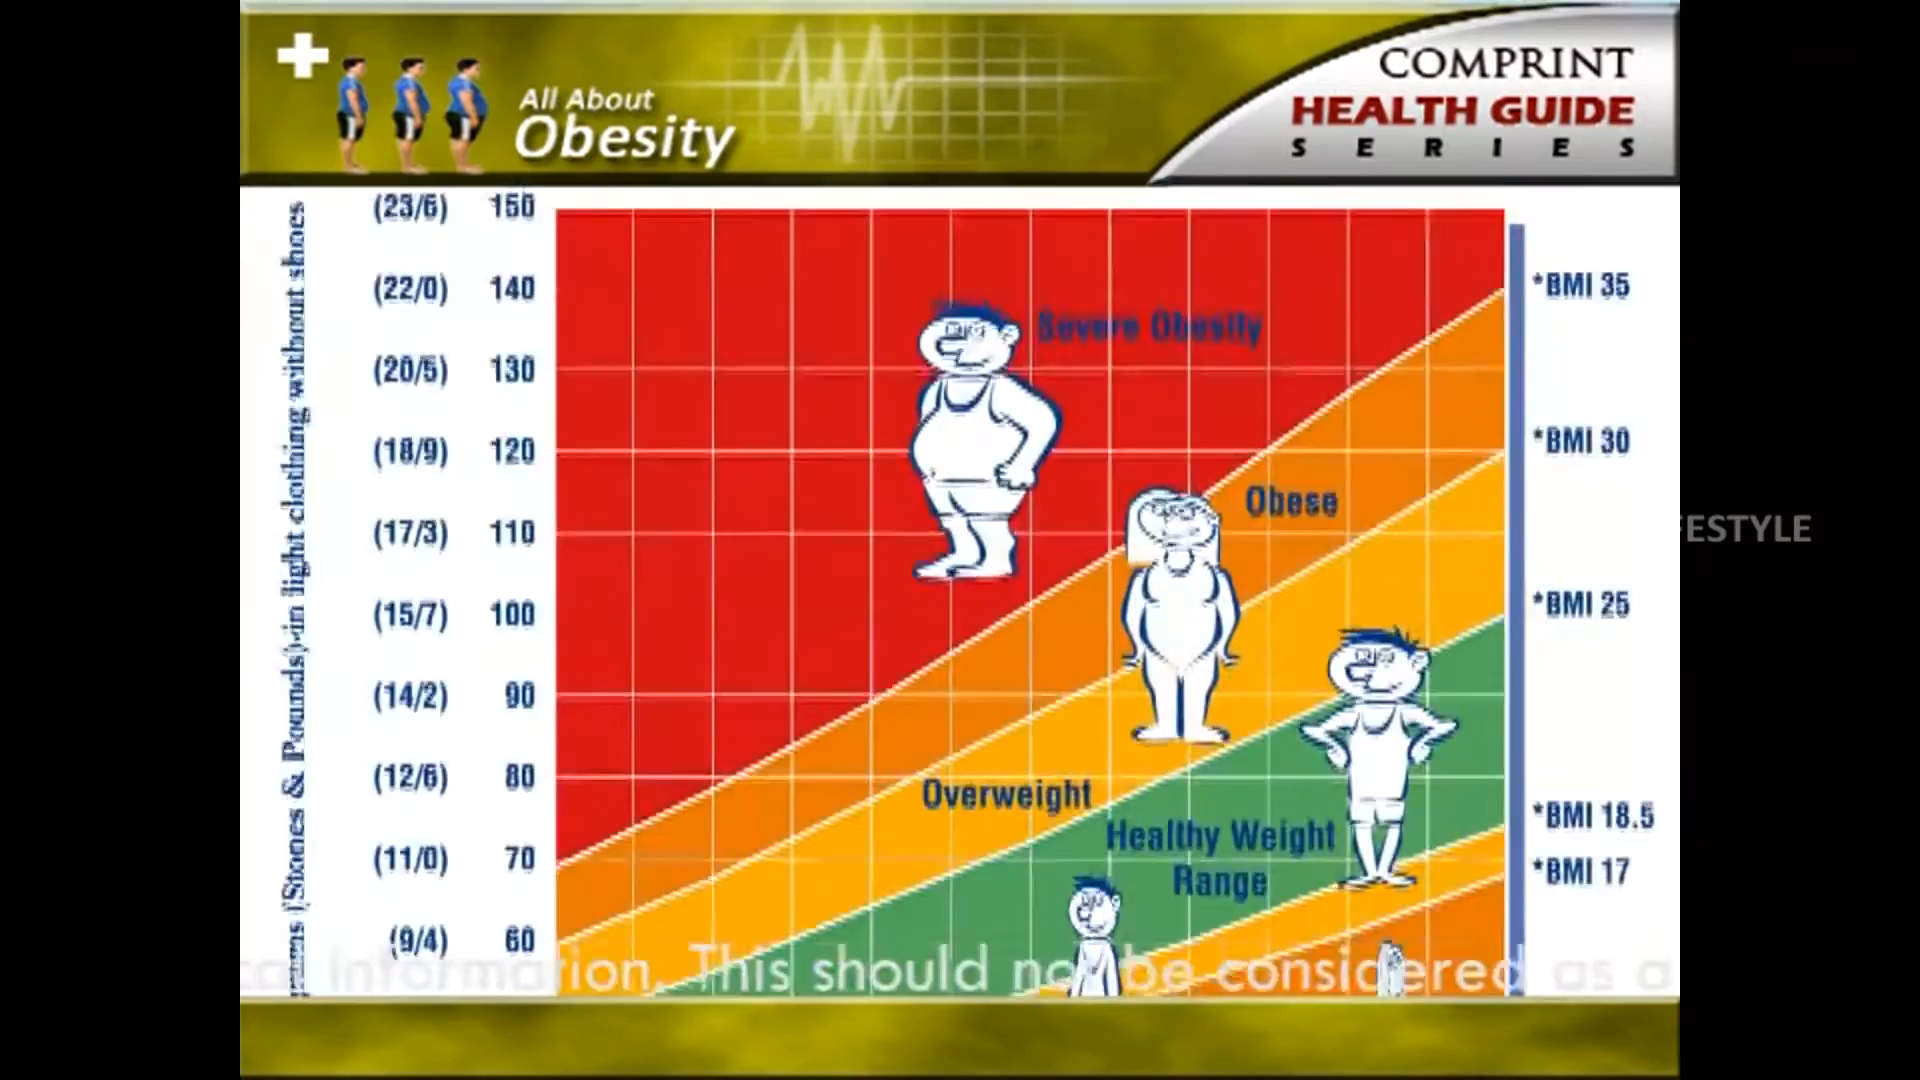 All About
Obesity
COMPRINT
HEALTH GUIDE
SERIES
(Stones & Pounds) in light clothing without shoes
(23/6) 150
(22/0) 140
(20/5) 130
(18/9) 120
(17/3) 110
(15/7) 100
(14/2) 90
(12/6) 80
(11/0) 70
(9/4) 60
Severe Obesity
Obese
Overweight
Healthy Weight
Range
*BMI 35
*BMI 30
*BMI 25
*BMI 18.5
*BMI 17
FESTYLE
cal information. This should not be considered as a